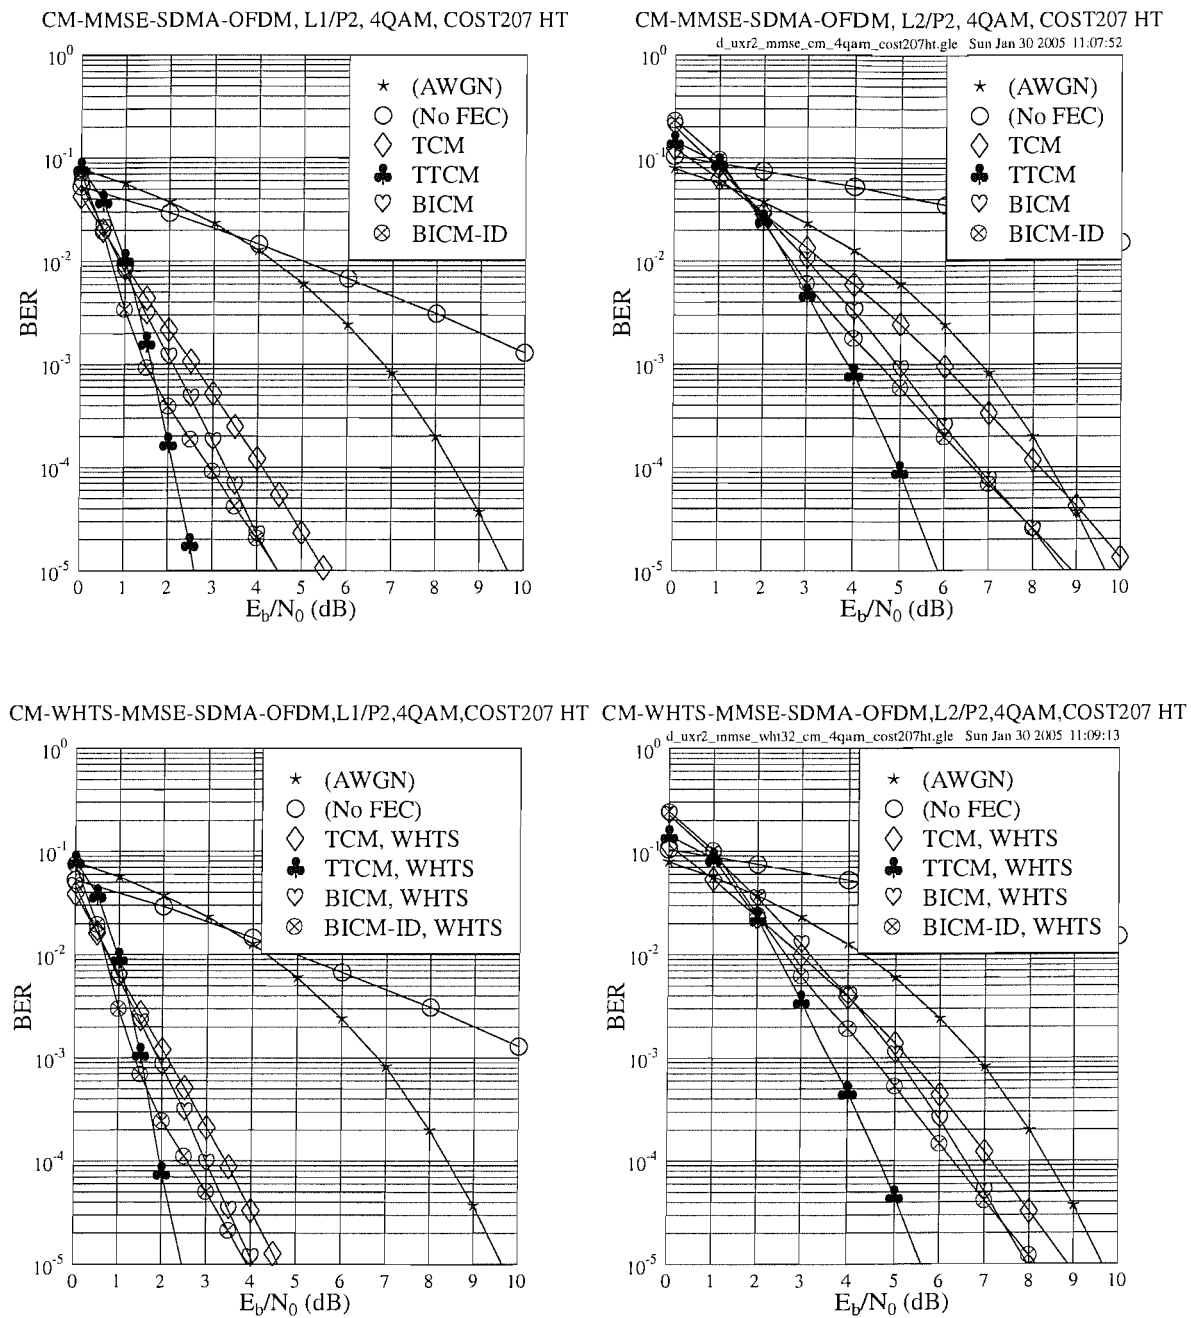 CM-MMSE-SDMA-OFDM, L1/P2, 4QAM, COST207 HT
10^0
10^-1
10^-2
10^-3
10^-4
10^-5
BER
(AWGN)
(No FEC)
TCM
TTCM
BICM
BICM-ID
0 1 2 3 4 5 6 7 8 9 10
E_b/N_0 (dB)
CM-MMSE-SDMA-OFDM, L2/P2, 4QAM, COST207 HT
d_uxr2_mmse_cm_4qam_cost207ht.gle Sun Jan 30 2005 11:07:52
10^0
10^-1
10^-2
10^-3
10^-4
10^-5
BER
(AWGN)
(No FEC)
TCM
TTCM
BICM
BICM-ID
0 1 2 3 4 5 6 7 8 9 10
E_b/N_0 (dB)
CM-WHTS-MMSE-SDMA-OFDM,L1/P2,4QAM,COST207 HT
10^0
10^-1
10^-2
10^-3
10^-4
10^-5
BER
(AWGN)
(No FEC)
TCM, WHTS
TTCM, WHTS
BICM, WHTS
BICM-ID, WHTS
0 1 2 3 4 5 6 7 8 9 10
E_b/N_0 (dB)
CM-WHTS-MMSE-SDMA-OFDM,L2/P2,4QAM,COST207 HT
d_uxr2_mmse_wht32_cm_4qam_cost207ht.gle Sun Jan 30 2005 11:09:13
10^0
10^-1
10^-2
10^-3
10^-4
10^-5
BER
(AWGN)
(No FEC)
TCM, WHTS
TTCM, WHTS
BICM, WHTS
BICM-ID, WHTS
0 1 2 3 4 5 6 7 8 9 10
E_b/N_0 (dB)